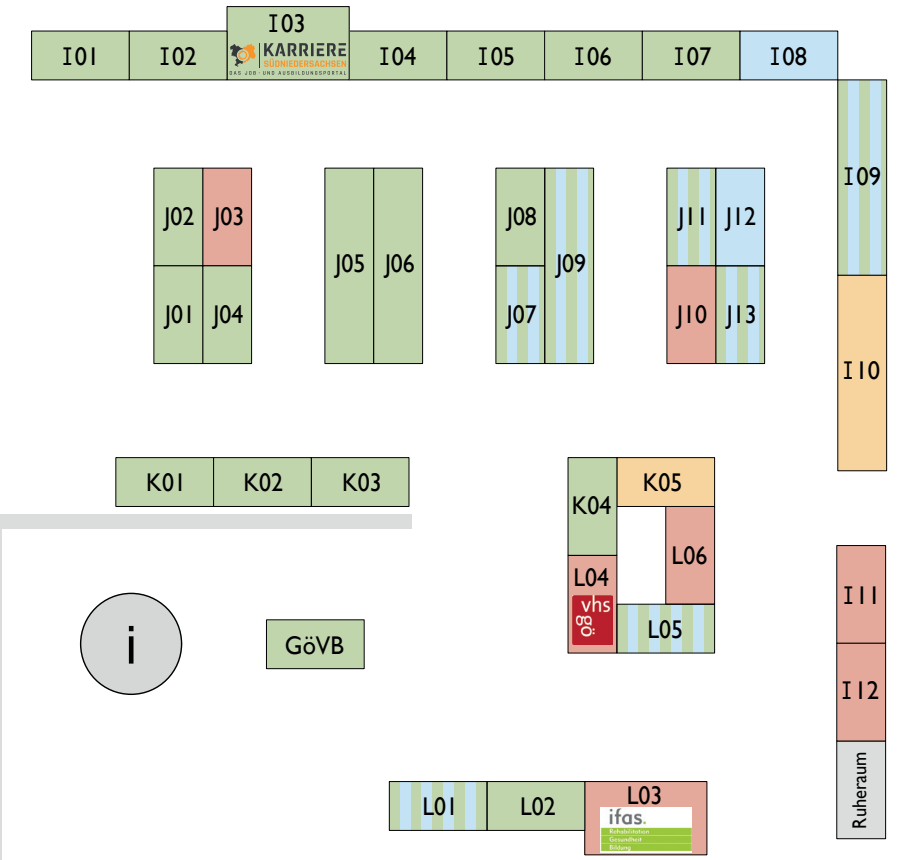 I01
I02
I03
KARRIERE
SÜDNIEDERSACHSEN
DAS JOB- UND AUSBILDUNGSPORTAL
I04
I05
I06
I07
I08
I09
J02
J03
J01
J04
J05
J06
J08
J09
J07
J11
J12
J10
J13
I10
K01
K02
K03
K04
K05
L06
L04
vhs
gö
L05
i
GöVB
I11
I12
Ruheraum
L01
L02
L03
ifas.
Rehabilitation
Gesundheit
Bildung